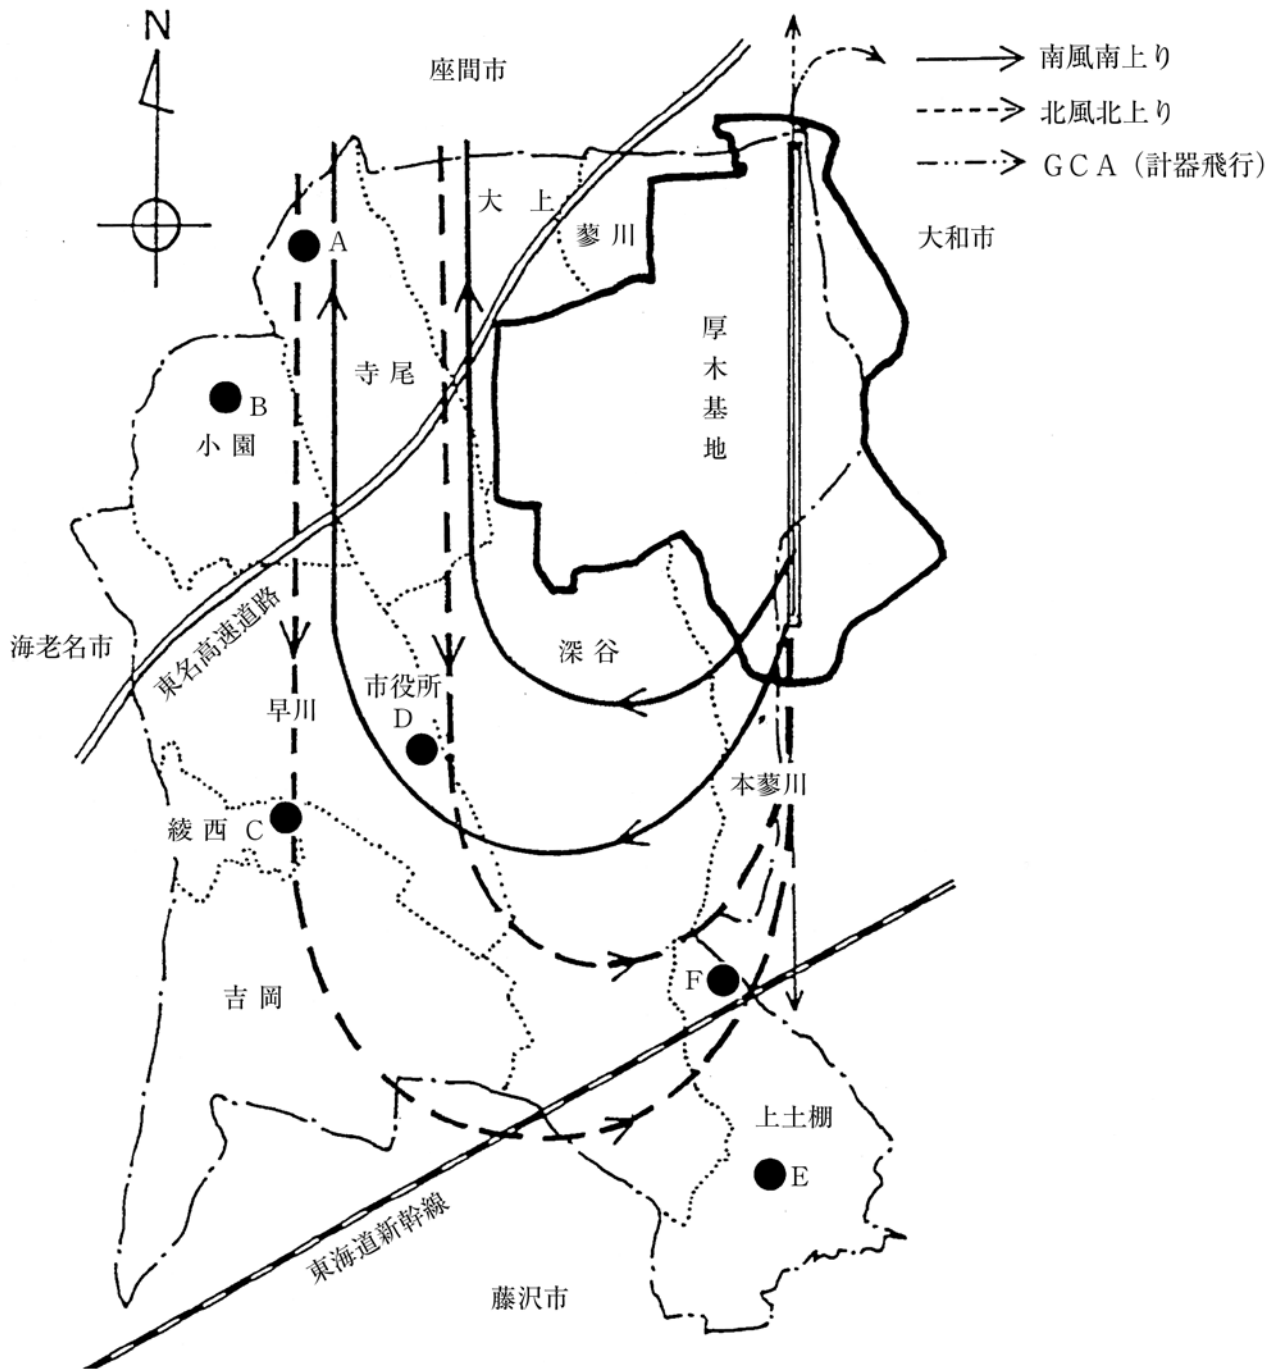 N
座間市
南風南上り
北風北上り
GCA（計器飛行）
大和市
大上
蓼川
A
厚木基地
寺尾
B
小園
海老名市
東名高速道路
深谷
市役所
D
早川
本蓼川
綾西 C
F
吉岡
上土棚
E
東海道新幹線
藤沢市